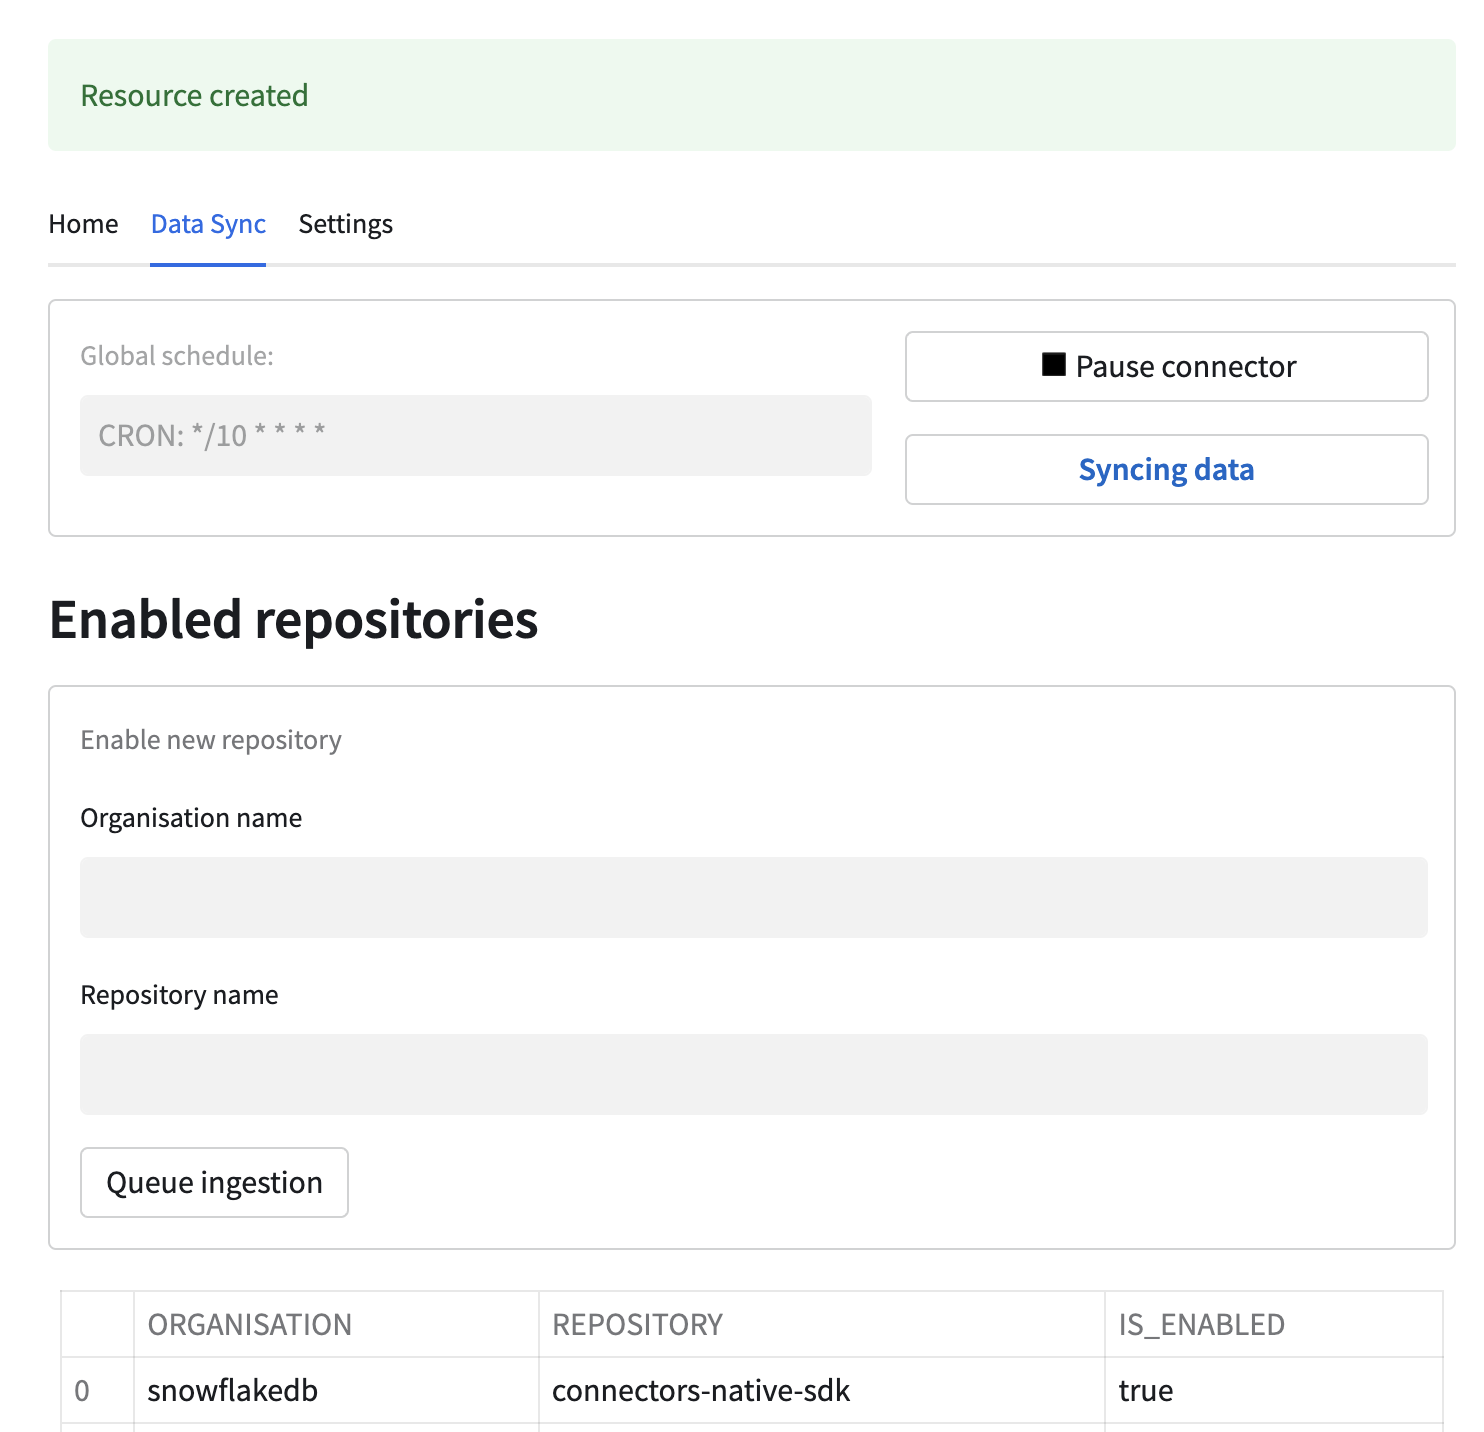 Resource created
Home Data Sync Settings
Global schedule:
CRON: */10 * * * *
Pause connector
Syncing data
Enabled repositories
Enable new repository
Organisation name
Repository name
Queue ingestion
ORGANISATION REPOSITORY IS_ENABLED
0 snowflakedb connectors-native-sdk true